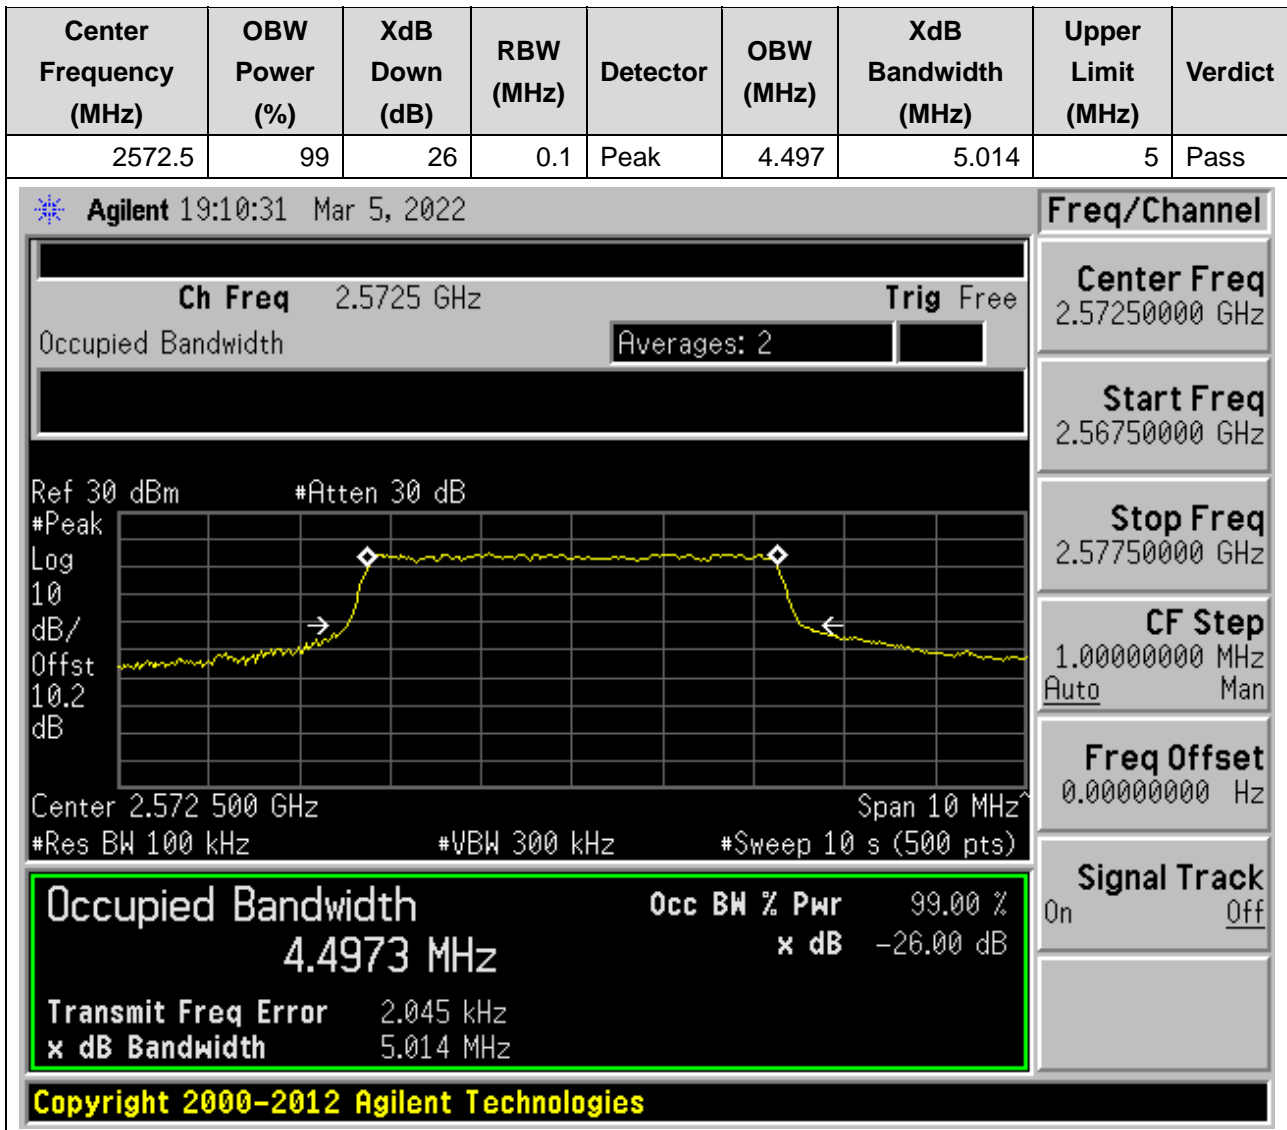 Center Frequency (MHz) OBW Power (%) XdB Down (dB) RBW (MHz) Detector OBW (MHz) XdB Bandwidth (MHz) Upper Limit (MHz) Verdict
2572.5 99 26 0.1 Peak 4.497 5.014 5 Pass
Agilent 19:10:31 Mar 5, 2022
Freq/Channel
Ch Freq 2.5725 GHz Trig Free
Occupied Bandwidth Averages: 2
Center Freq
2.57250000 GHz
Start Freq
2.56750000 GHz
Stop Freq
2.57750000 GHz
CF Step
1.00000000 MHz
Auto Man
Freq Offset
0.00000000 Hz
Signal Track
On Off
Ref 30 dBm #Atten 30 dB
#Peak
Log
10
dB/
Offst
10.2
dB
Center 2.572 500 GHz Span 10 MHz^
#Res BW 100 kHz #VBW 300 kHz #Sweep 10 s (500 pts)
Occupied Bandwidth
4.4973 MHz
Occ BW % Pwr 99.00 %
x dB -26.00 dB
Transmit Freq Error 2.045 kHz
x dB Bandwidth 5.014 MHz
Copyright 2000-2012 Agilent Technologies